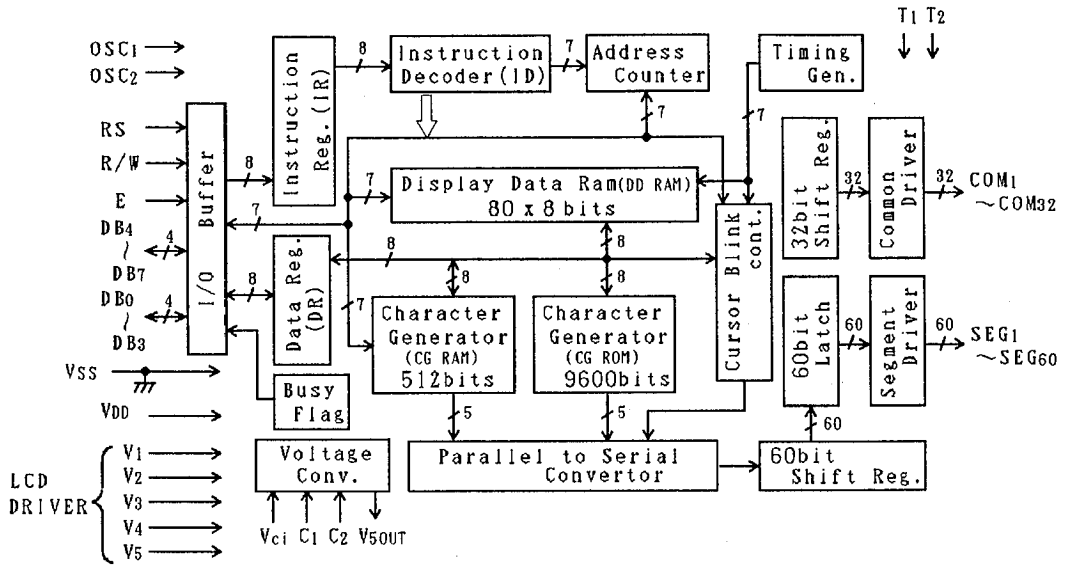 OSC1
OSC2
RS
R/W
E
DB4
~
DB7
DB0
~
DB3
VSS
VDD
LCD
DRIVER
V1
V2
V3
V4
V5
4
4
I/O Buffer
8
7
8
Instruction
Reg. (IR)
8
Instruction
Decoder(ID)
7
Address
Counter
7
Timing
Gen.
7
T1 T2
7
Display Data Ram(DD RAM)
80 x 8 bits
8
8
Data Reg.
(DR)
7
8
8
Character
Generator
(CG RAM)
512bits
Character
Generator
(CG ROM)
9600bits
Cursor Blink
cont.
32bit
Shift Reg.
32
Common
Driver
32
COM1
~COM32
60bit
Latch
60
Segment
Driver
60
SEG1
~SEG60
Busy
Flag
5
5
60
Voltage
Conv.
Vci C1 C2 V5OUT
Parallel to Serial
Convertor
60bit
Shift Reg.